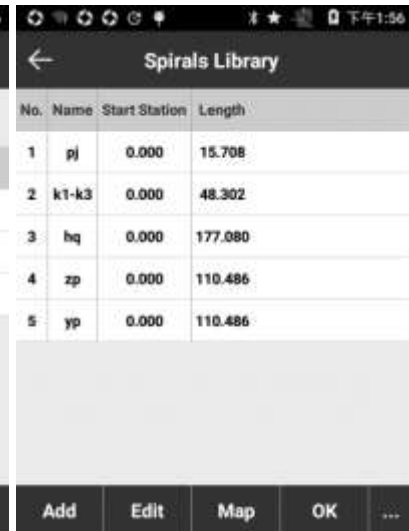 下午1:56
Spirals Library
No. Name Start Station Length
1 pj 0.000 15.708
2 k1-k3 0.000 48.302
3 hq 0.000 177.080
4 zp 0.000 110.486
5 yp 0.000 110.486
Add Edit Map OK ...